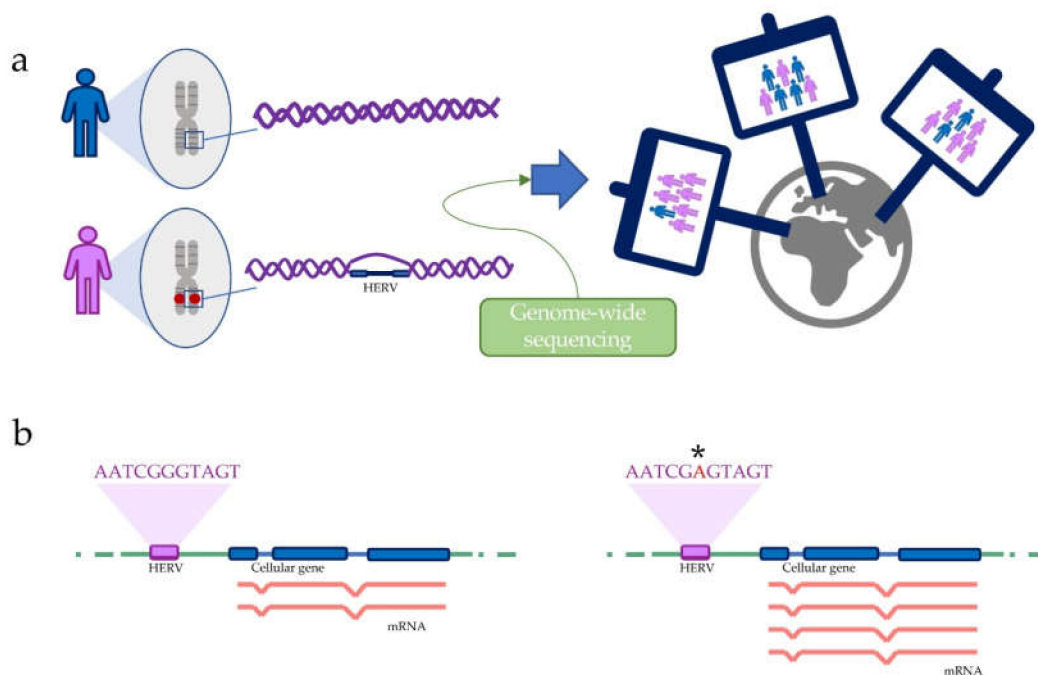 a
HERV
Genome-wide
sequencing
b
*
AATCGGGTAGT
AATCGAGTAGT
HERV
Cellular gene
mRNA
HERV
Cellular gene
mRNA